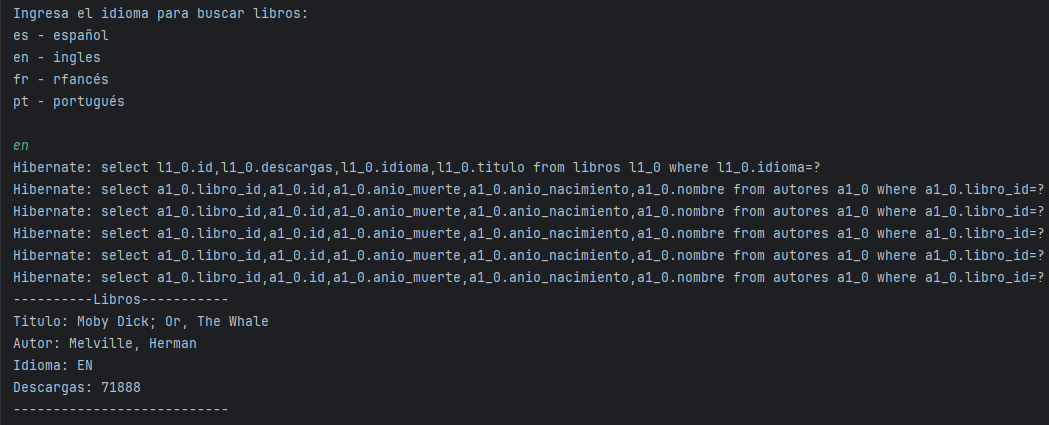 Ingresa el idioma para buscar libros:
es - español
en - ingles
fr - rfancés
pt - portugués
en
Hibernate: select l1_0.id,l1_0.descargas,l1_0.idioma,l1_0.titulo from libros l1_0 where l1_0.idioma=?
Hibernate: select a1_0.libro_id,a1_0.id,a1_0.anio_muerte,a1_0.anio_nacimiento,a1_0.nombre from autores a1_0 where a1_0.libro_id=?
Hibernate: select a1_0.libro_id,a1_0.id,a1_0.anio_muerte,a1_0.anio_nacimiento,a1_0.nombre from autores a1_0 where a1_0.libro_id=?
Hibernate: select a1_0.libro_id,a1_0.id,a1_0.anio_muerte,a1_0.anio_nacimiento,a1_0.nombre from autores a1_0 where a1_0.libro_id=?
Hibernate: select a1_0.libro_id,a1_0.id,a1_0.anio_muerte,a1_0.anio_nacimiento,a1_0.nombre from autores a1_0 where a1_0.libro_id=?
Hibernate: select a1_0.libro_id,a1_0.id,a1_0.anio_muerte,a1_0.anio_nacimiento,a1_0.nombre from autores a1_0 where a1_0.libro_id=?
----------Libros-----------
Titulo: Moby Dick; Or, The Whale
Autor: Melville, Herman
Idioma: EN
Descargas: 71888
---------------------------